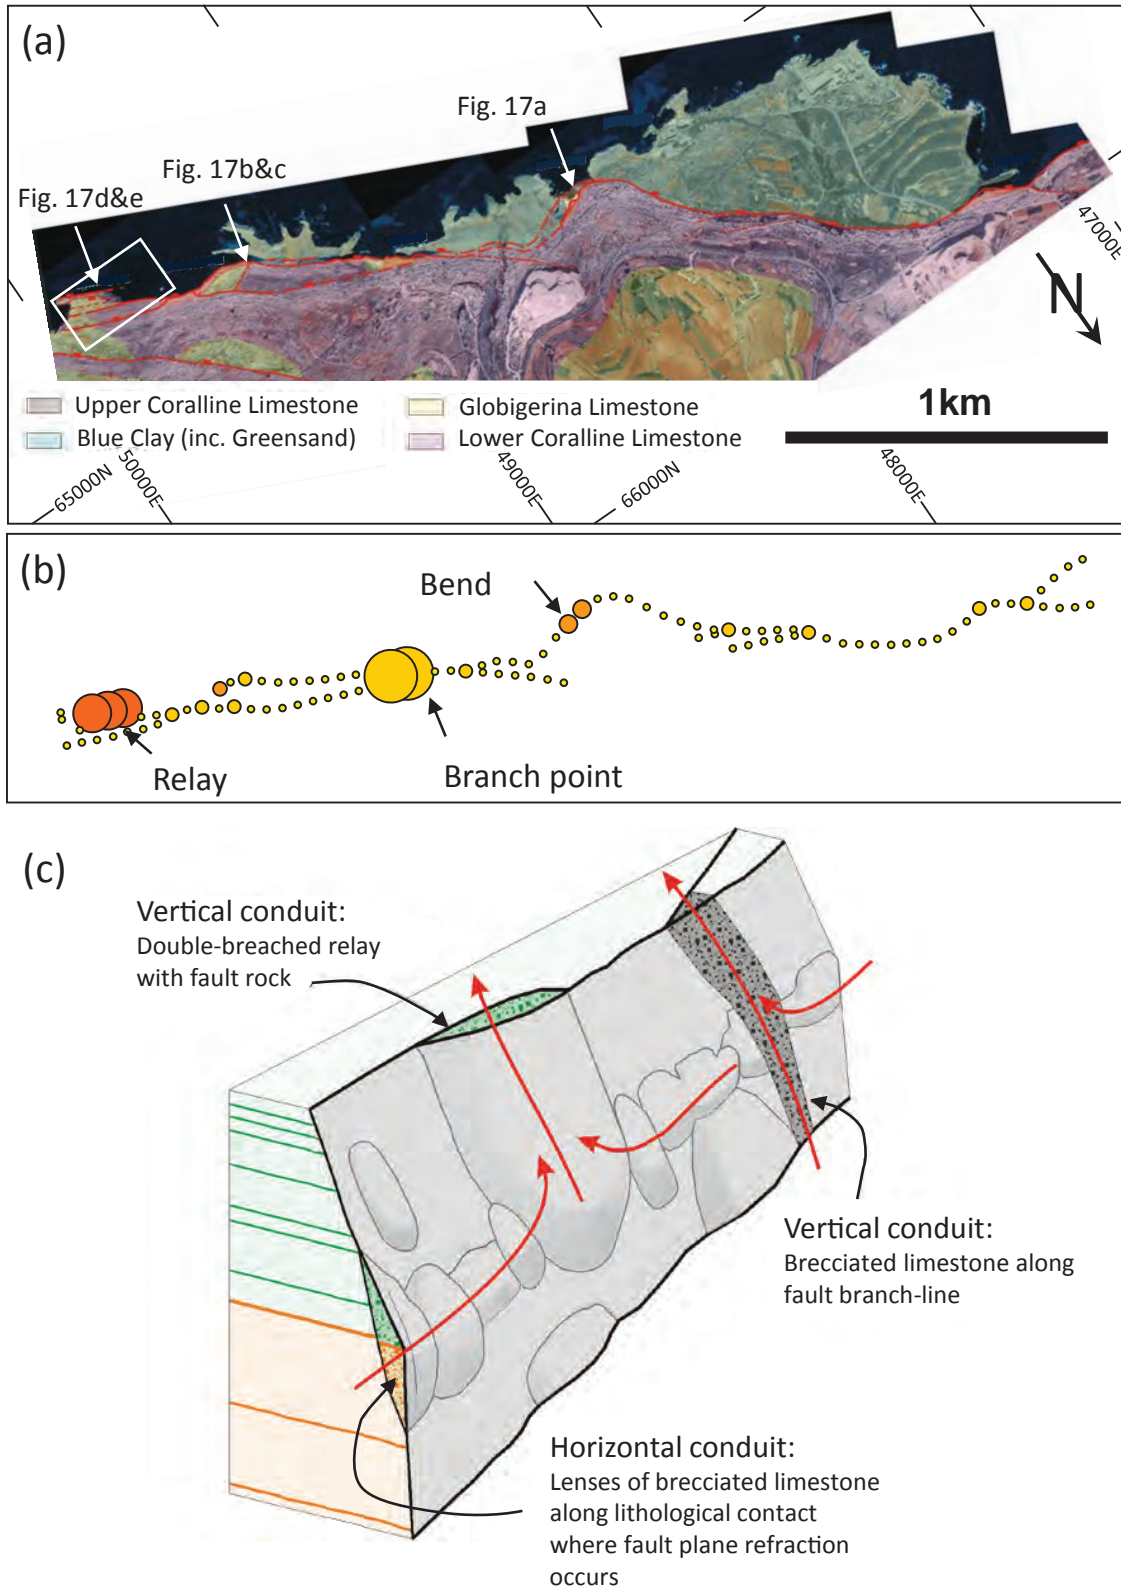 (a)
Fig. 17a
Fig. 17b&c
Fig. 17d&e
47000E
N
Upper Coralline Limestone
Globigerina Limestone
1km
Blue Clay (inc. Greensand)
Lower Coralline Limestone
65000N
50000E
49000E
66000N
48000E
(b)
Bend
Relay
Branch point
(c)
Vertical conduit:
Double-breached relay
with fault rock
Vertical conduit:
Brecciated limestone along
fault branch-line
Horizontal conduit:
Lenses of brecciated limestone
along lithological contact
where fault plane refraction
occurs